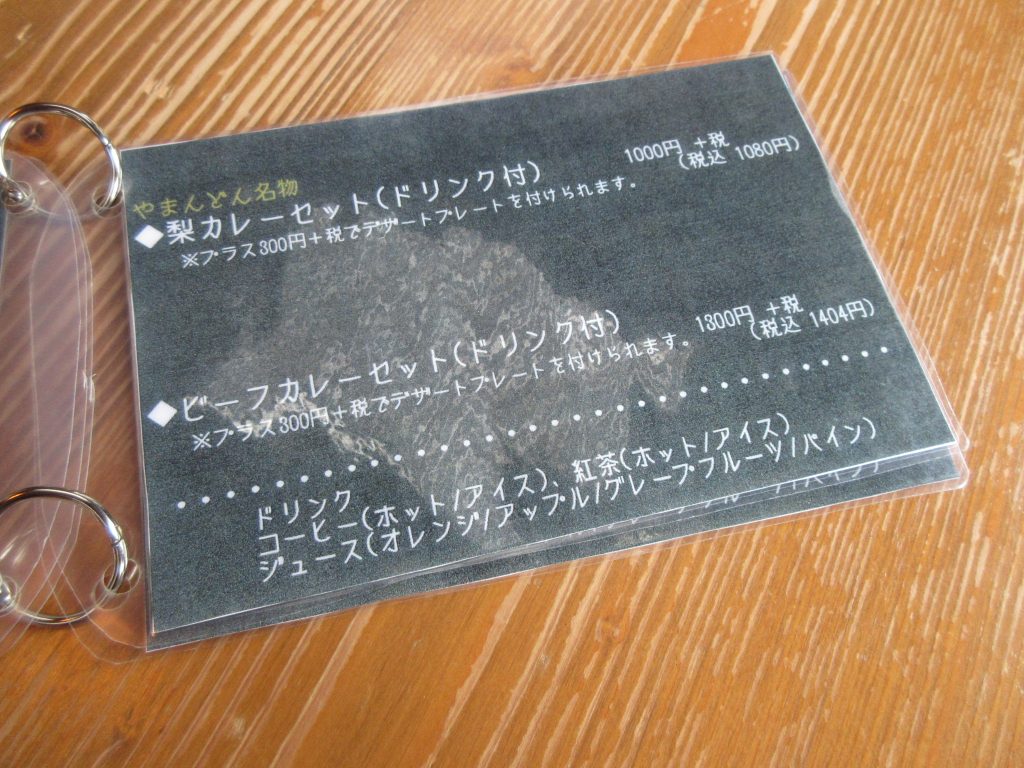 やまんどん名物
◆梨カレーセット(ドリンク付) 1000円 +税
(税込 1080円)
※プラス300円+税でデザートプレートを付けられます。
◆ビーフカレーセット(ドリンク付) 1300円 +税
(税込 1404円)
※プラス300円+税でデザートプレートを付けられます。
ドリンク
コーヒー(ホット/アイス)、紅茶(ホット/アイス)
ジュース(オレンジ/アップル/グレープフルーツ/パイン)